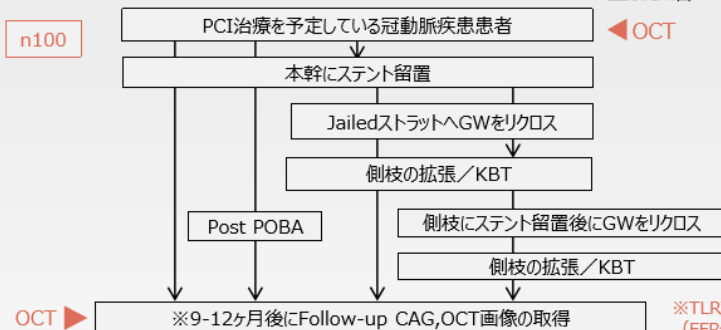 n100
PCI治療を予定している冠動脈疾患患者
OCT
本幹にステント留置
JailedストラットへGWをリクロス
側枝の拡張/KBT
Post POBA
側枝にステント留置後にGWをリクロス
側枝の拡張/KBT
OCT
※9-12ヶ月後にFollow-up CAG,OCT画像の取得
※TLR